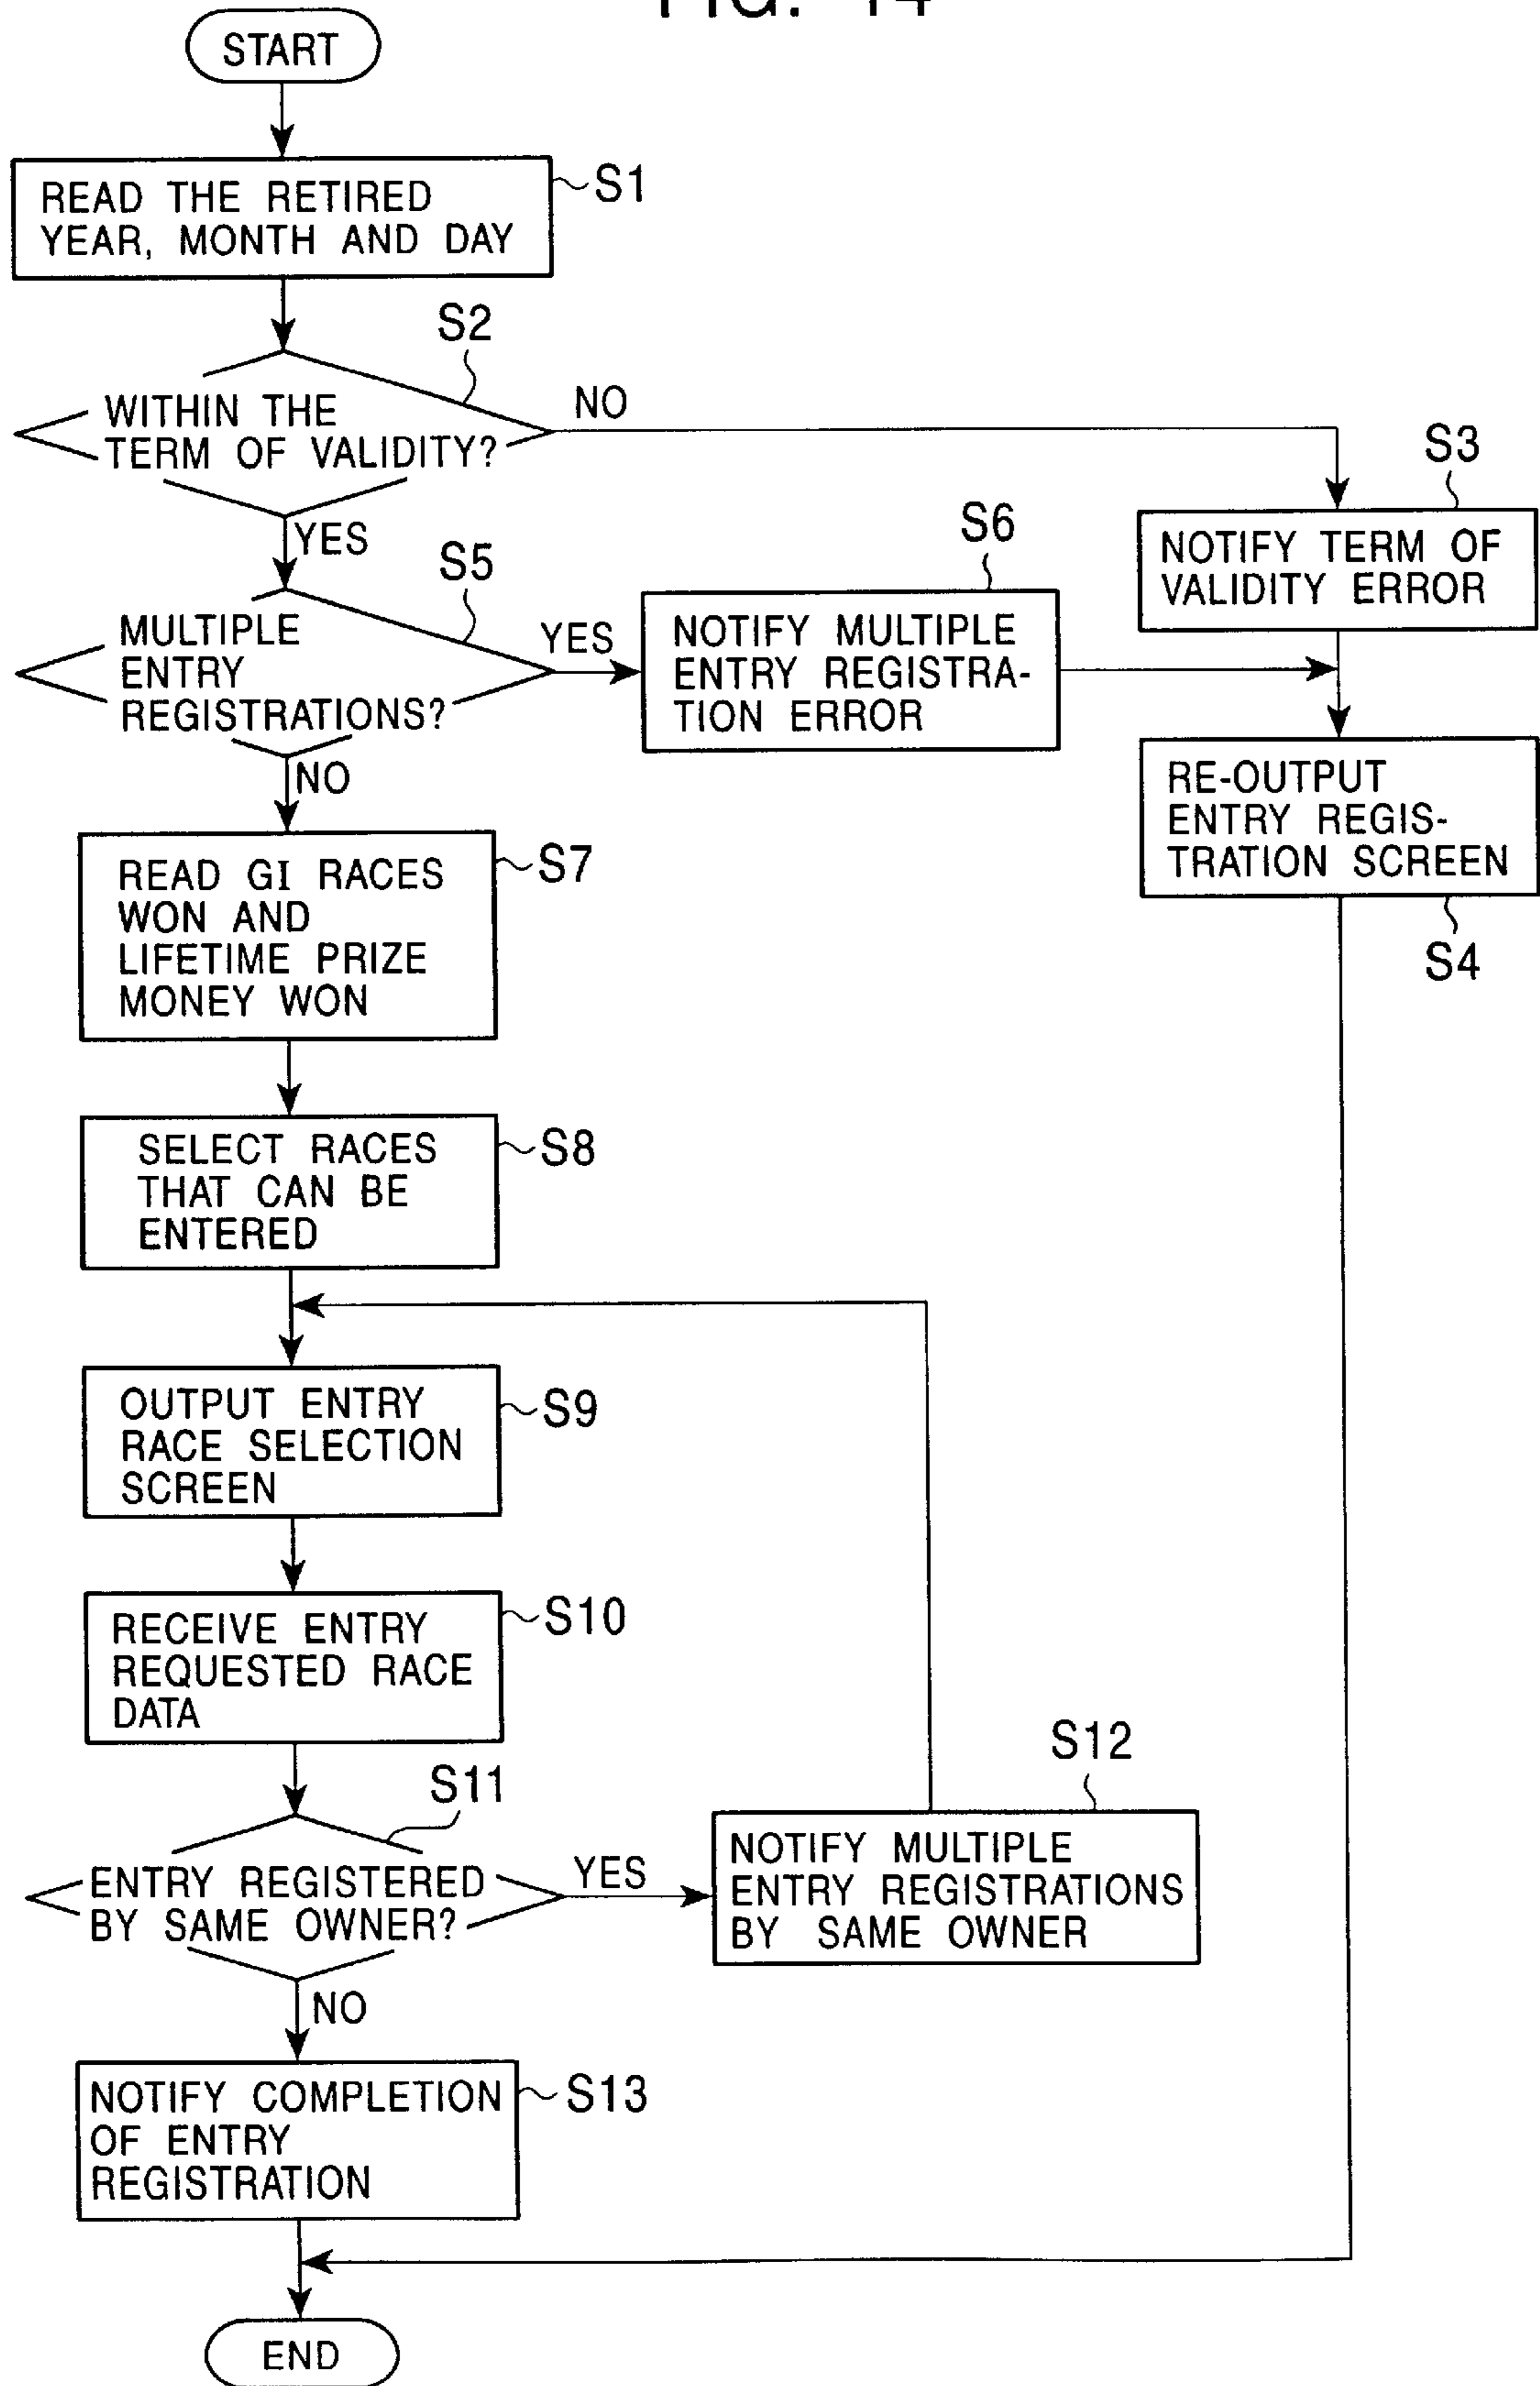 FIG. 14
START
READ THE RETIRED
YEAR, MONTH AND DAY
S1
S2
WITHIN THE
TERM OF VALIDITY?
NO
YES
S3
NOTIFY TERM OF
VALIDITY ERROR
S5
MULTIPLE
ENTRY
REGISTRATIONS?
YES
NO
S6
NOTIFY MULTIPLE
ENTRY REGISTRA-
TION ERROR
RE-OUTPUT
ENTRY REGIS-
TRATION SCREEN
S4
READ GI RACES
WON AND
LIFETIME PRIZE
MONEY WON
S7
SELECT RACES
THAT CAN BE
ENTERED
S8
OUTPUT ENTRY
RACE SELECTION
SCREEN
S9
RECEIVE ENTRY
REQUESTED RACE
DATA
S10
S11
ENTRY REGISTERED
BY SAME OWNER?
YES
NO
S12
NOTIFY MULTIPLE
ENTRY REGISTRATIONS
BY SAME OWNER
NOTIFY COMPLETION
OF ENTRY
REGISTRATION
S13
END